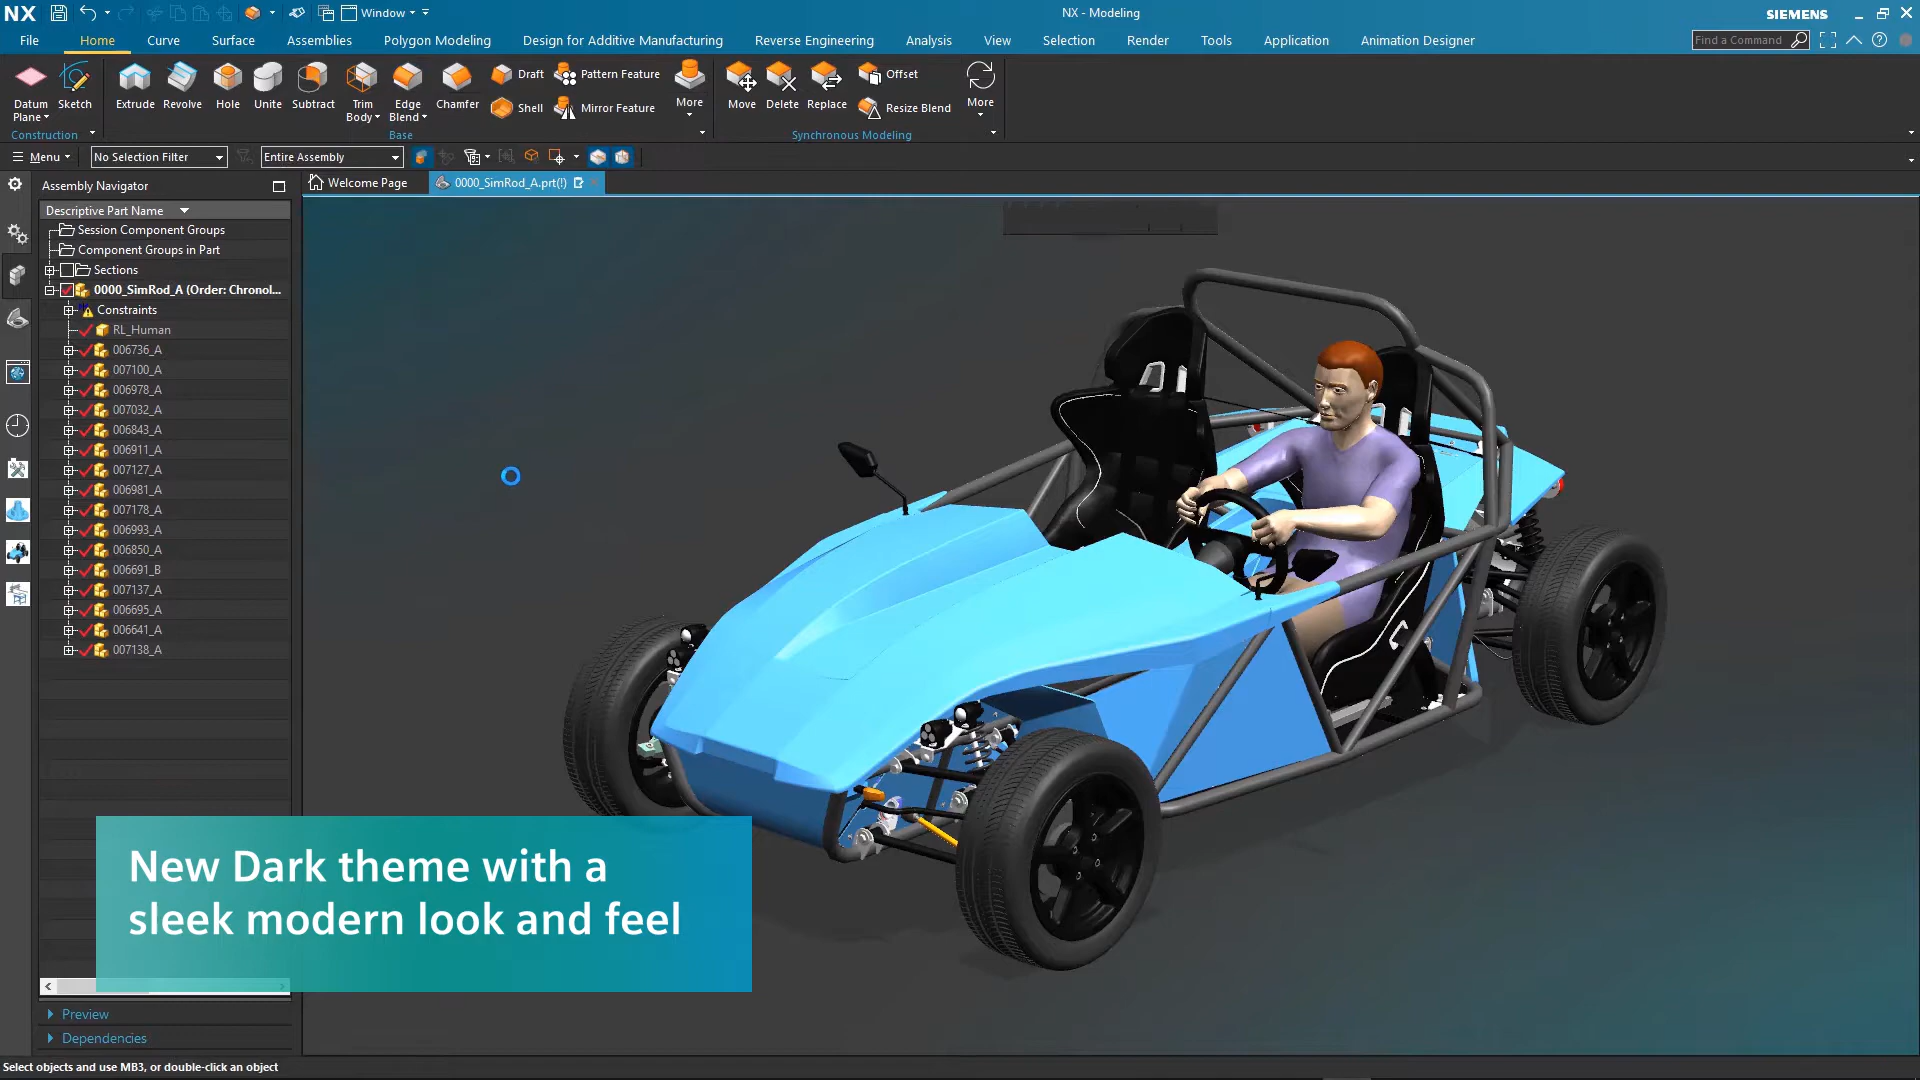 NX
Window
NX - Modeling
SIEMENS
File
Home
Curve
Surface
Assemblies
Polygon Modeling
Design for Additive Manufacturing
Reverse Engineering
Analysis
View
Selection
Render
Tools
Application
Animation Designer
Find a Command
Datum
Plane
Sketch
Extrude
Revolve
Hole
Unite
Subtract
Trim
Body
Edge
Blend
Chamfer
Draft
Shell
Pattern Feature
Mirror Feature
More
Move
Delete
Replace
Offset
Resize Blend
More
Construction
Base
Synchronous Modeling
Menu
No Selection Filter
Entire Assembly
Assembly Navigator
Welcome Page
0000_SimRod_A.prt(!)
Descriptive Part Name
Session Component Groups
Component Groups in Part
Sections
0000_SimRod_A (Order: Chronol...
Constraints
RL_Human
006736_A
007100_A
006978_A
007032_A
006843_A
006911_A
007127_A
006981_A
007178_A
006993_A
006850_A
006691_B
007137_A
006695_A
006641_A
007138_A
New Dark theme with a
sleek modern look and feel
Preview
Dependencies
Select objects and use MB3, or double-click an object